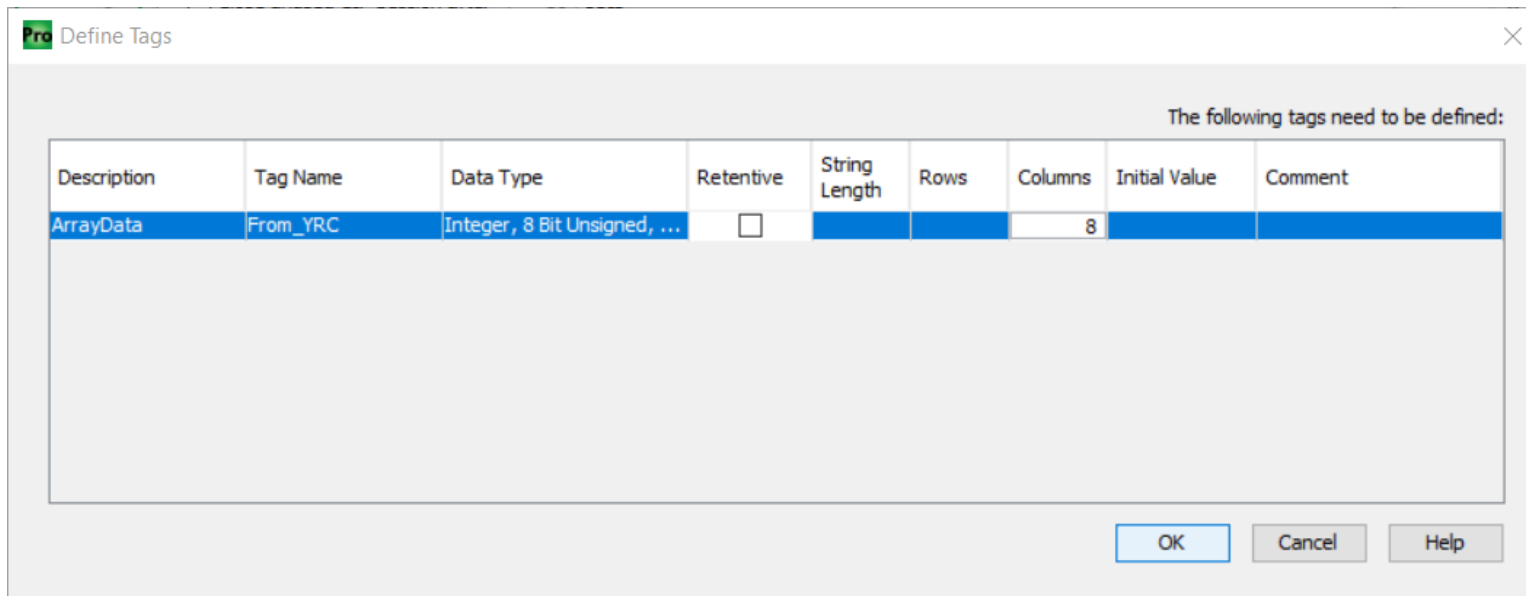 Pro Define Tags
The following tags need to be defined:
Description Tag Name Data Type Retentive String Length Rows Columns Initial Value Comment
ArrayData From_YRC Integer, 8 Bit Unsigned, ... 8
OK Cancel Help